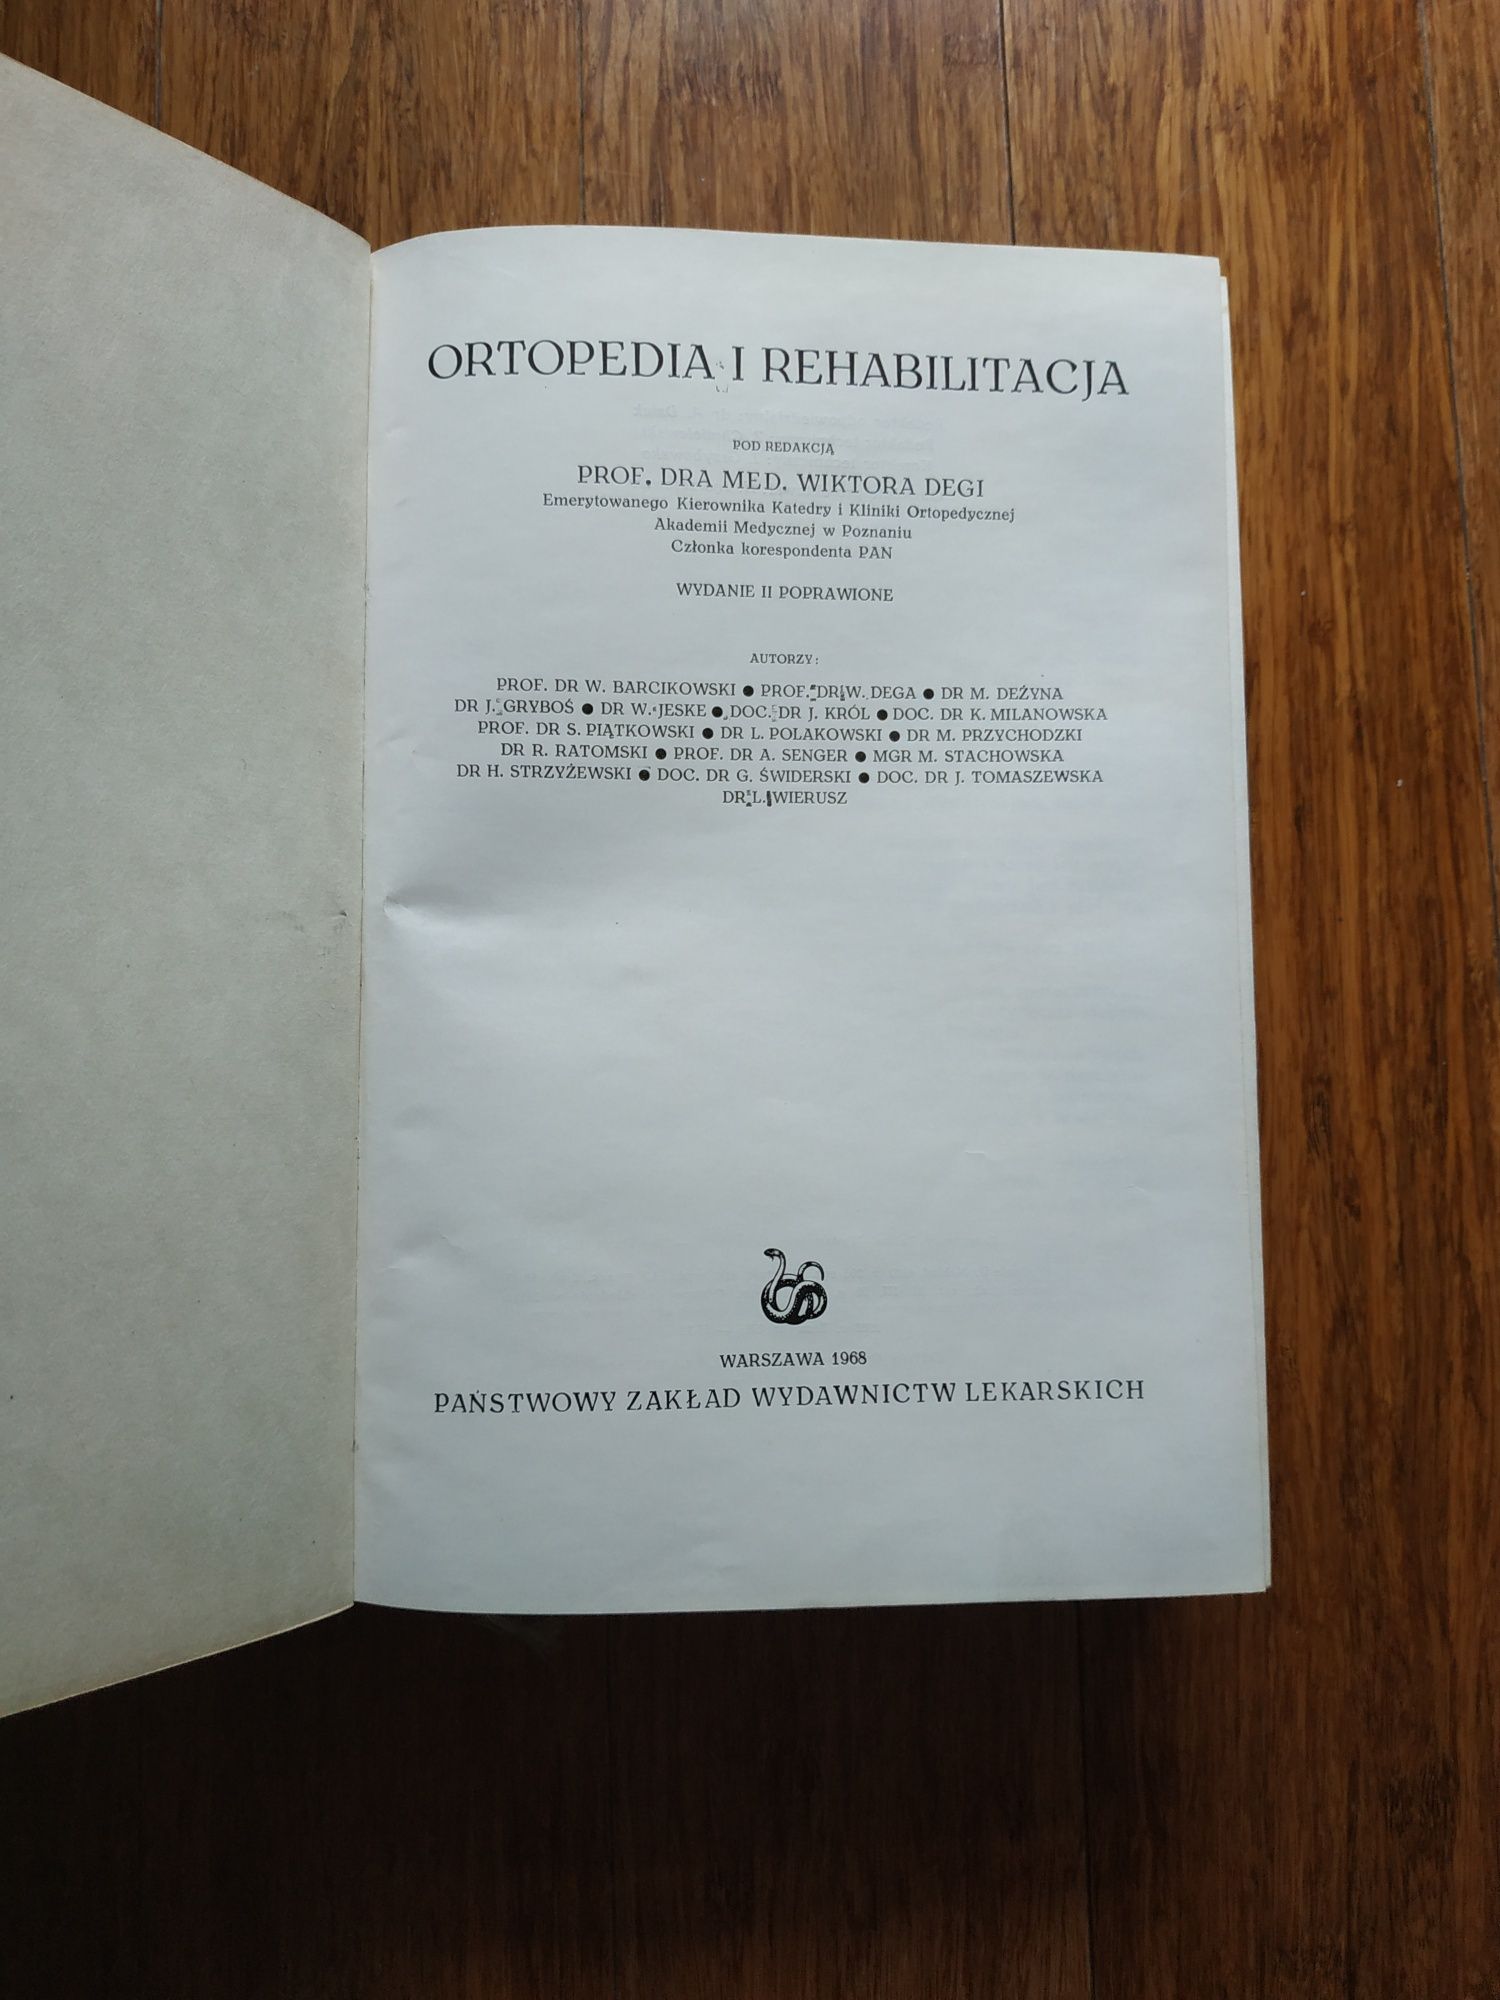 ORTOPEDIA I REHABILITACJA
POD REDAKCJĄ
PROF. DRA MED. WIKTORA DEGI
Emerytowanego Kierownika Katedry i Kliniki Ortopedycznej
Akademii Medycznej w Poznaniu
Członka korespondenta PAN
WYDANIE II POPRAWIONE
AUTORZY:
PROF. DR W. BARCIKOWSKI ● PROF. DR W. DEGA ● DR M. DEŻYNA
DR J. GRYBOŚ ● DR W. JESKE ● DOC. DR J. KRÓL ● DOC. DR K. MILANOWSKA
PROF. DR S. PIĄTKOWSKI ● DR L. POLAKOWSKI ● DR M. PRZYCHODZKI
DR R. RATOMSKI ● PROF. DR A. SENGER ● MGR M. STACHOWSKA
DR H. STRZYŻEWSKI ● DOC. DR G. ŚWIDERSKI ● DOC. DR J. TOMASZEWSKA
DR L. WIERUSZ
WARSZAWA 1968
PAŃSTWOWY ZAKŁAD WYDAWNICTW LEKARSKICH